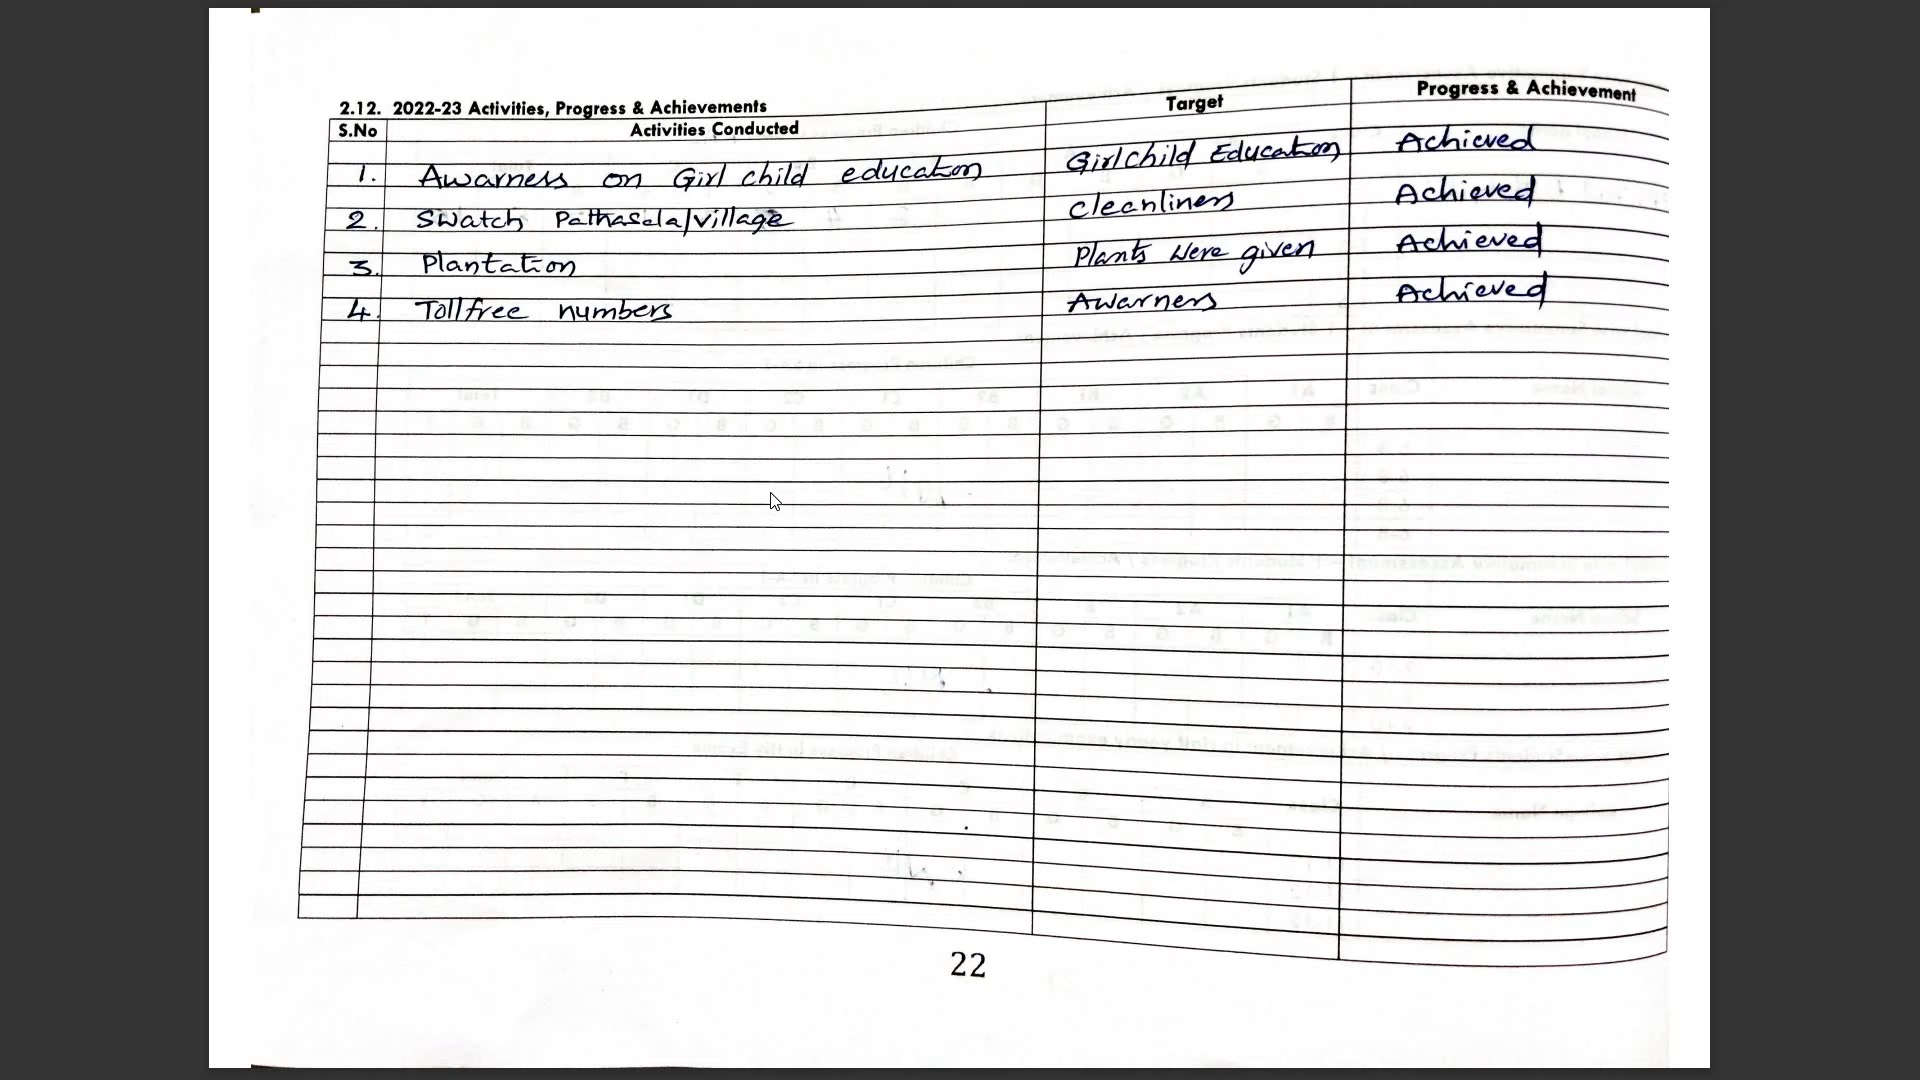 2.12. 2022-23 Activities, Progress & Achievements
S.No Activities Conducted Target Progress & Achievement
1. Awarness on Girl child education Girlchild Education Achieved
2. Swatch Pathasala/village cleanliness Achieved
3. Plantation Plants were given Achieved
4. Tollfree numbers Awarness Achieved
22